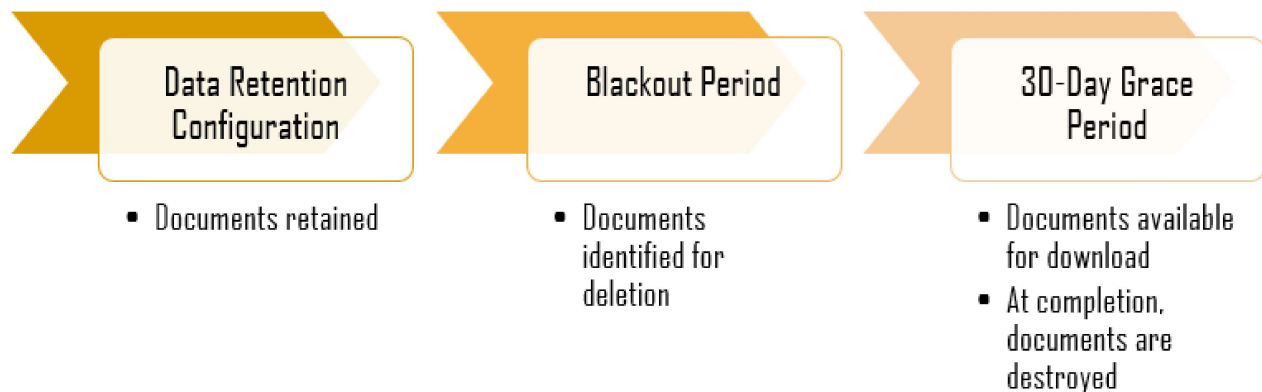 Data Retention
Configuration
• Documents retained
Blackout Period
• Documents
identified for
deletion
30-Day Grace
Period
• Documents available
for download
• At completion,
documents are
destroyed